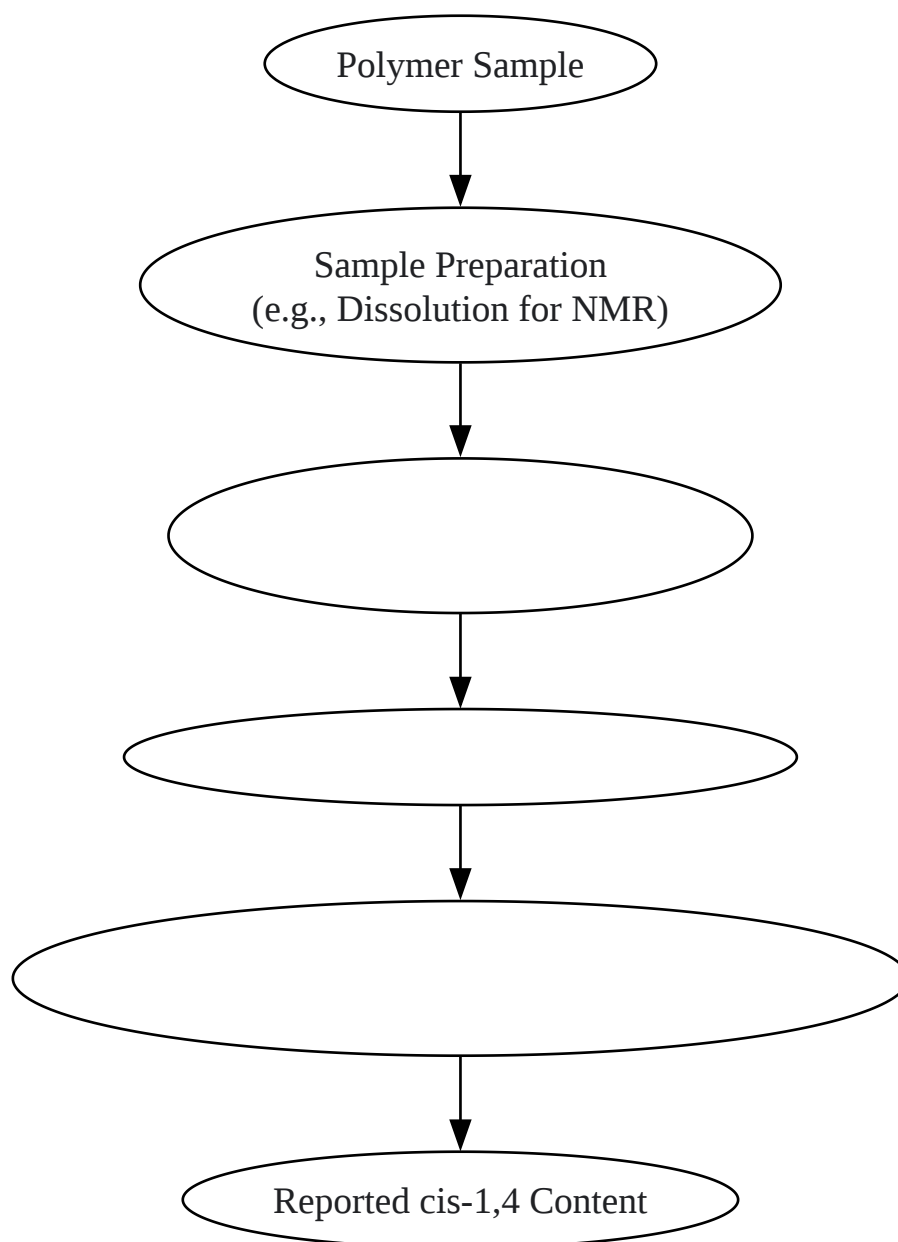 Polymer Sample
Sample Preparation
(e.g., Dissolution for NMR)
Reported cis-1,4 Content